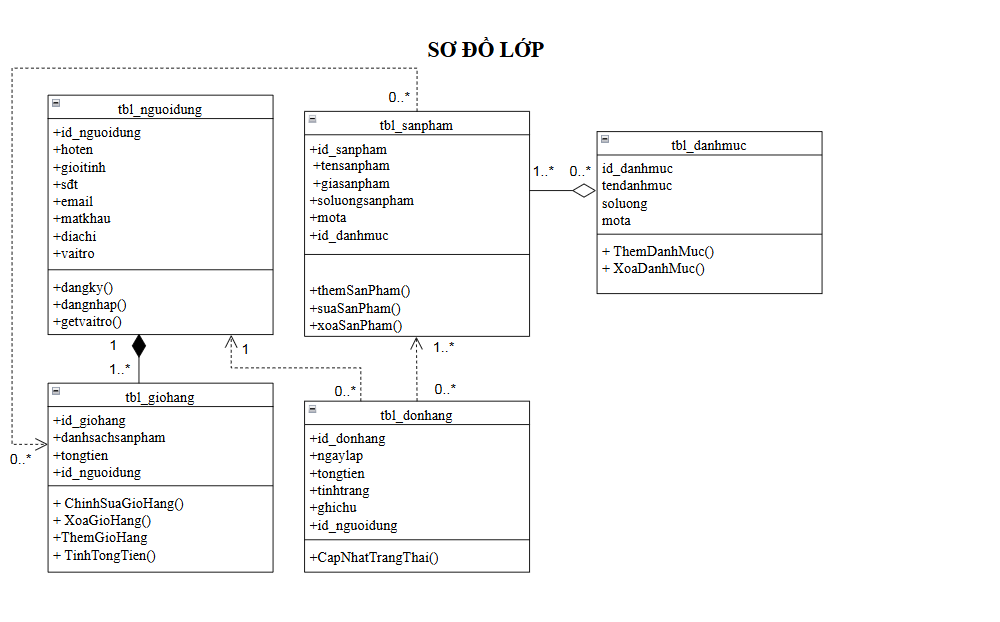 SƠ ĐỒ LỚP
0..*
tbl_nguoidung
+id_nguoidung
+hoten
+gioitinh
+sđt
+email
+matkhau
+diachi
+vaitro
+dangky()
+dangnhap()
+getvaitro()
tbl_sanpham
+id_sanpham
+tensanpham
+giasanpham
+soluongsanpham
+mota
+id_danhmuc
+themSanPham()
+suaSanPham()
+xoaSanPham()
1..*
0..*
tbl_danhmuc
id_danhmuc
tendanhmuc
soluong
mota
+ ThemDanhMuc()
+ XoaDanhMuc()
1
1..*
1
0..*
1..*
0..*
tbl_giohang
+id_giohang
+danhsachsanpham
+tongtien
+id_nguoidung
+ ChinhSuaGioHang()
+ XoaGioHang()
+ThemGioHang
+ TinhTongTien()
0..*
tbl_donhang
+id_donhang
+ngaylap
+tongtien
+tinhtrang
+ghichu
+id_nguoidung
+CapNhatTrangThai()